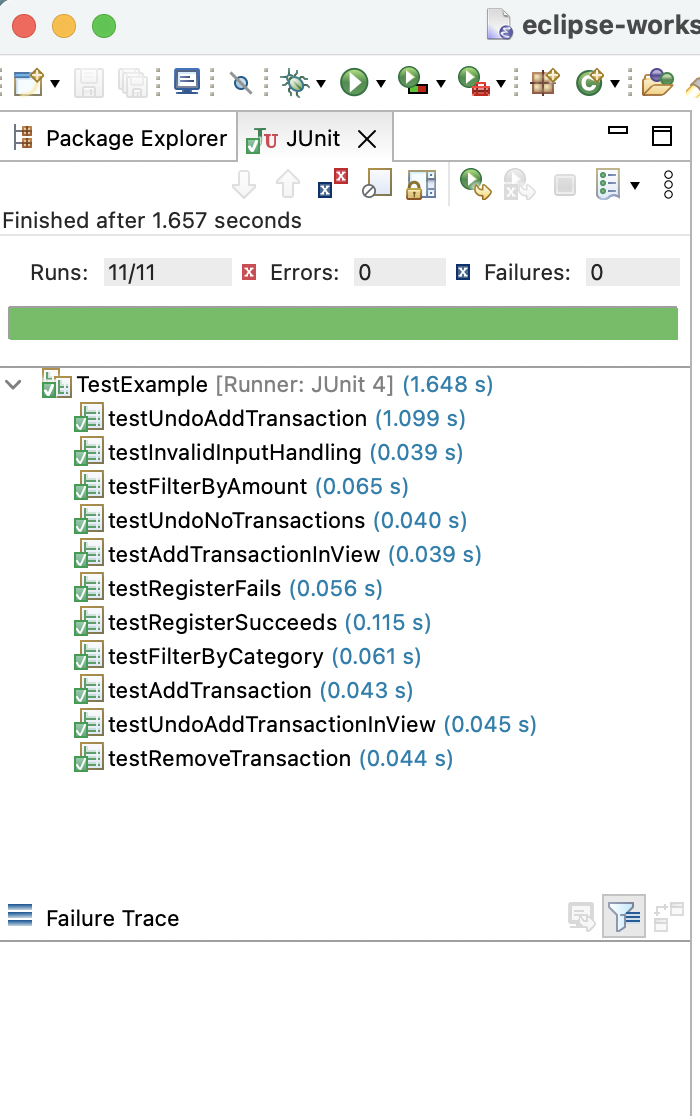 eclipse-works
Package Explorer
JUnit
Finished after 1.657 seconds
Runs: 11/11 Errors: 0 Failures: 0
TestExample [Runner: JUnit 4] (1.648 s)
testUndoAddTransaction (1.099 s)
testInvalidInputHandling (0.039 s)
testFilterByAmount (0.065 s)
testUndoNoTransactions (0.040 s)
testAddTransactionInView (0.039 s)
testRegisterFails (0.056 s)
testRegisterSucceeds (0.115 s)
testFilterByCategory (0.061 s)
testAddTransaction (0.043 s)
testUndoAddTransactionInView (0.045 s)
testRemoveTransaction (0.044 s)
Failure Trace